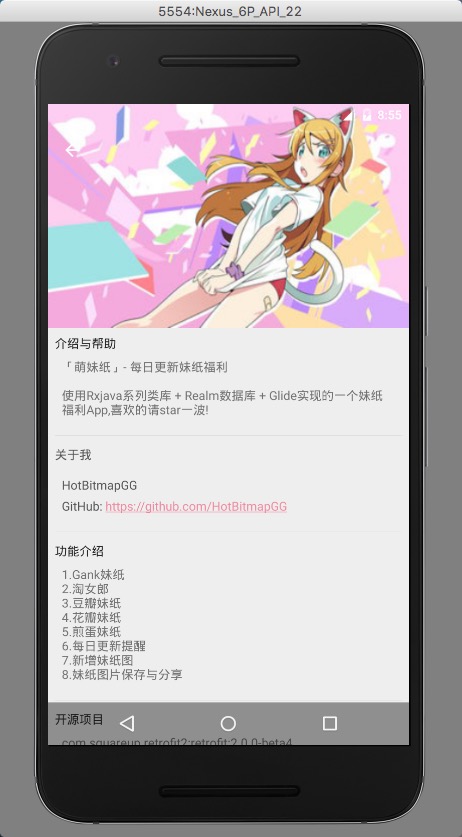 5554:Nexus_6P_API_22
8:55
介绍与帮助
「萌妹纸」- 每日更新妹纸福利
使用Rxjava系列类库 + Realm数据库 + Glide实现的一个妹纸
福利App,喜欢的请star一波!
关于我
HotBitmapGG
GitHub: https://github.com/HotBitmapGG
功能介绍
1.Gank妹纸
2.淘女郎
3.豆瓣妹纸
4.花瓣妹纸
5.煎蛋妹纸
6.每日更新提醒
7.新增妹纸图
8.妹纸图片保存与分享
开源项目
com.squareup.retrofit2:retrofit:2.0.0-beta4